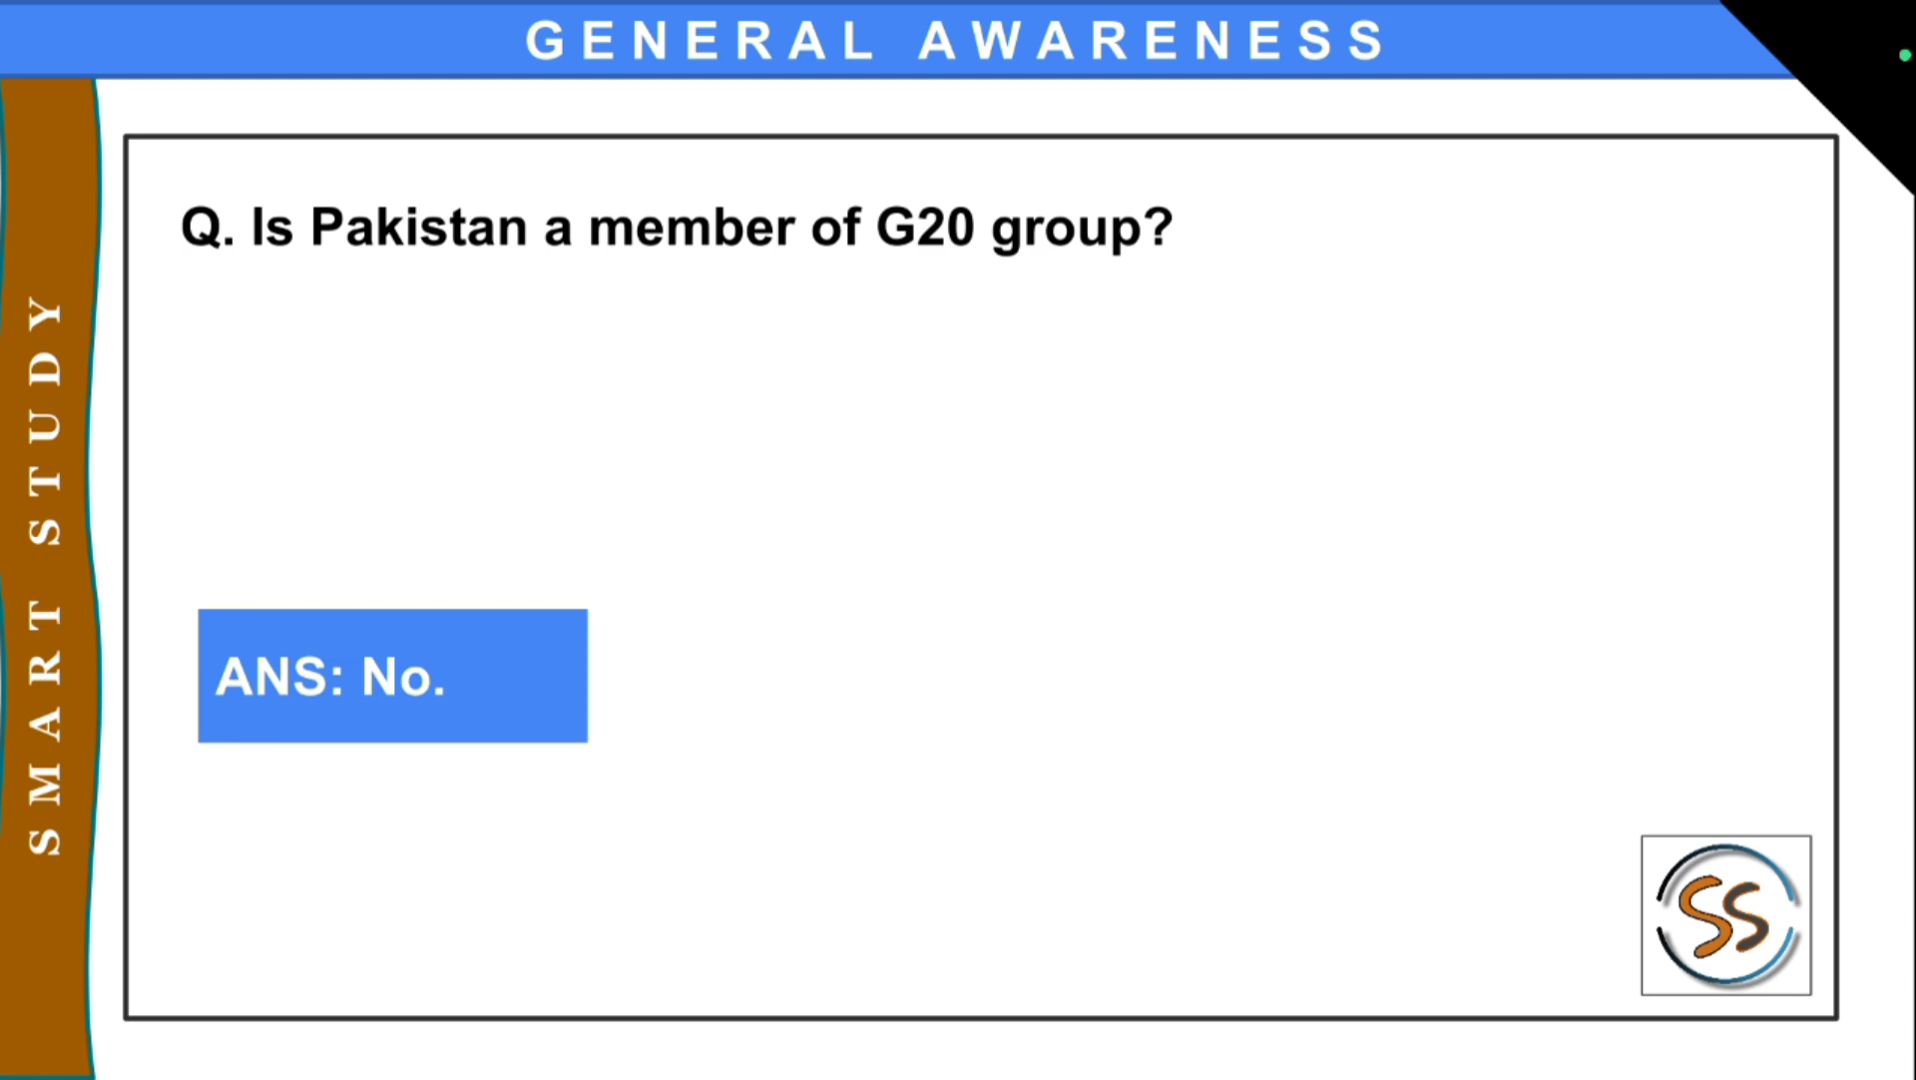 GENERAL AWARENESS
SMART STUDY
Q. Is Pakistan a member of G20 group?
ANS: No.
SS